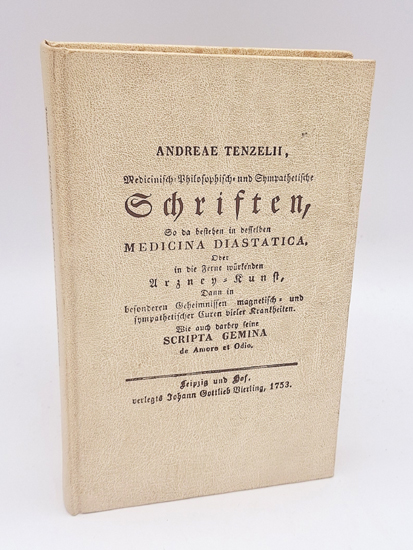 ANDREAE TENZELII,
Medicinisch-Philosophisch- und Sympathetische
Schriften,
So da bestehen in desselben
MEDICINA DIASTATICA,
Oder
in die Ferne würkenden
Arzney-Kunst,
Dann in
besonderen Geheimnissen magnetisch- und
sympathetischer Curen vieler Krankheiten.
Wie auch darbey seine
SCRIPTA GEMINA
de Amore et Odio.
Leipzig und Hof,
verlegts Johann Gottlieb Vierling, 1753.